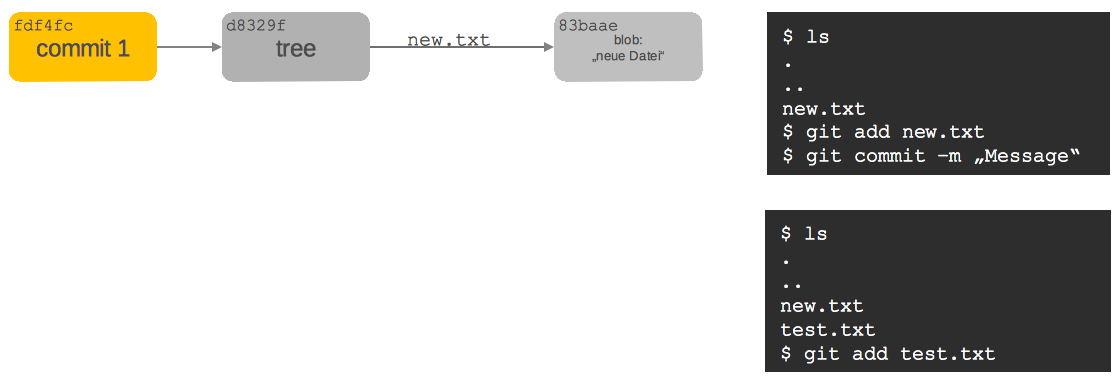 fdf4fc
commit 1
d8329f
tree
new.txt
83baae
blob:
„neue Datei“
$ ls
.
..
new.txt
$ git add new.txt
$ git commit –m „Message“
$ ls
.
..
new.txt
test.txt
$ git add test.txt